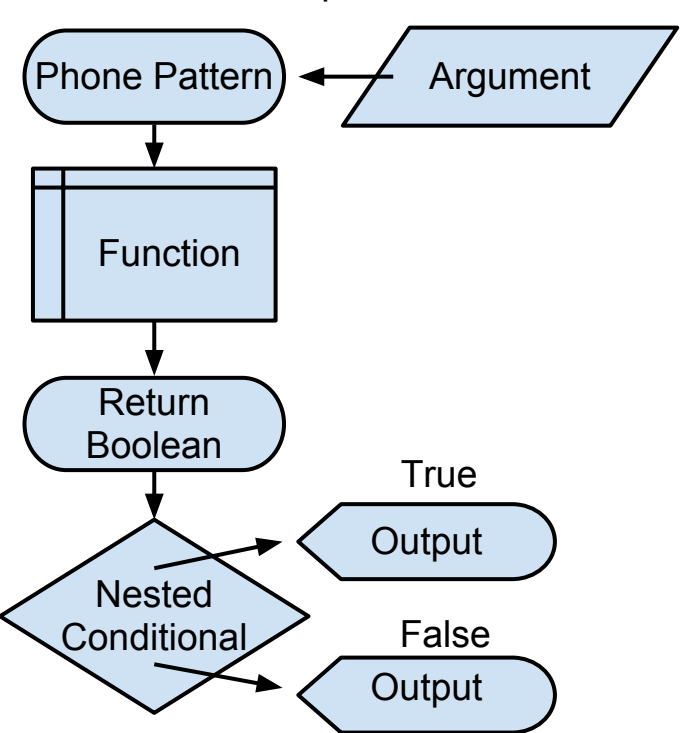 Phone Pattern
Argument
Function
Return
Boolean
True
Output
Nested
Conditional
False
Output